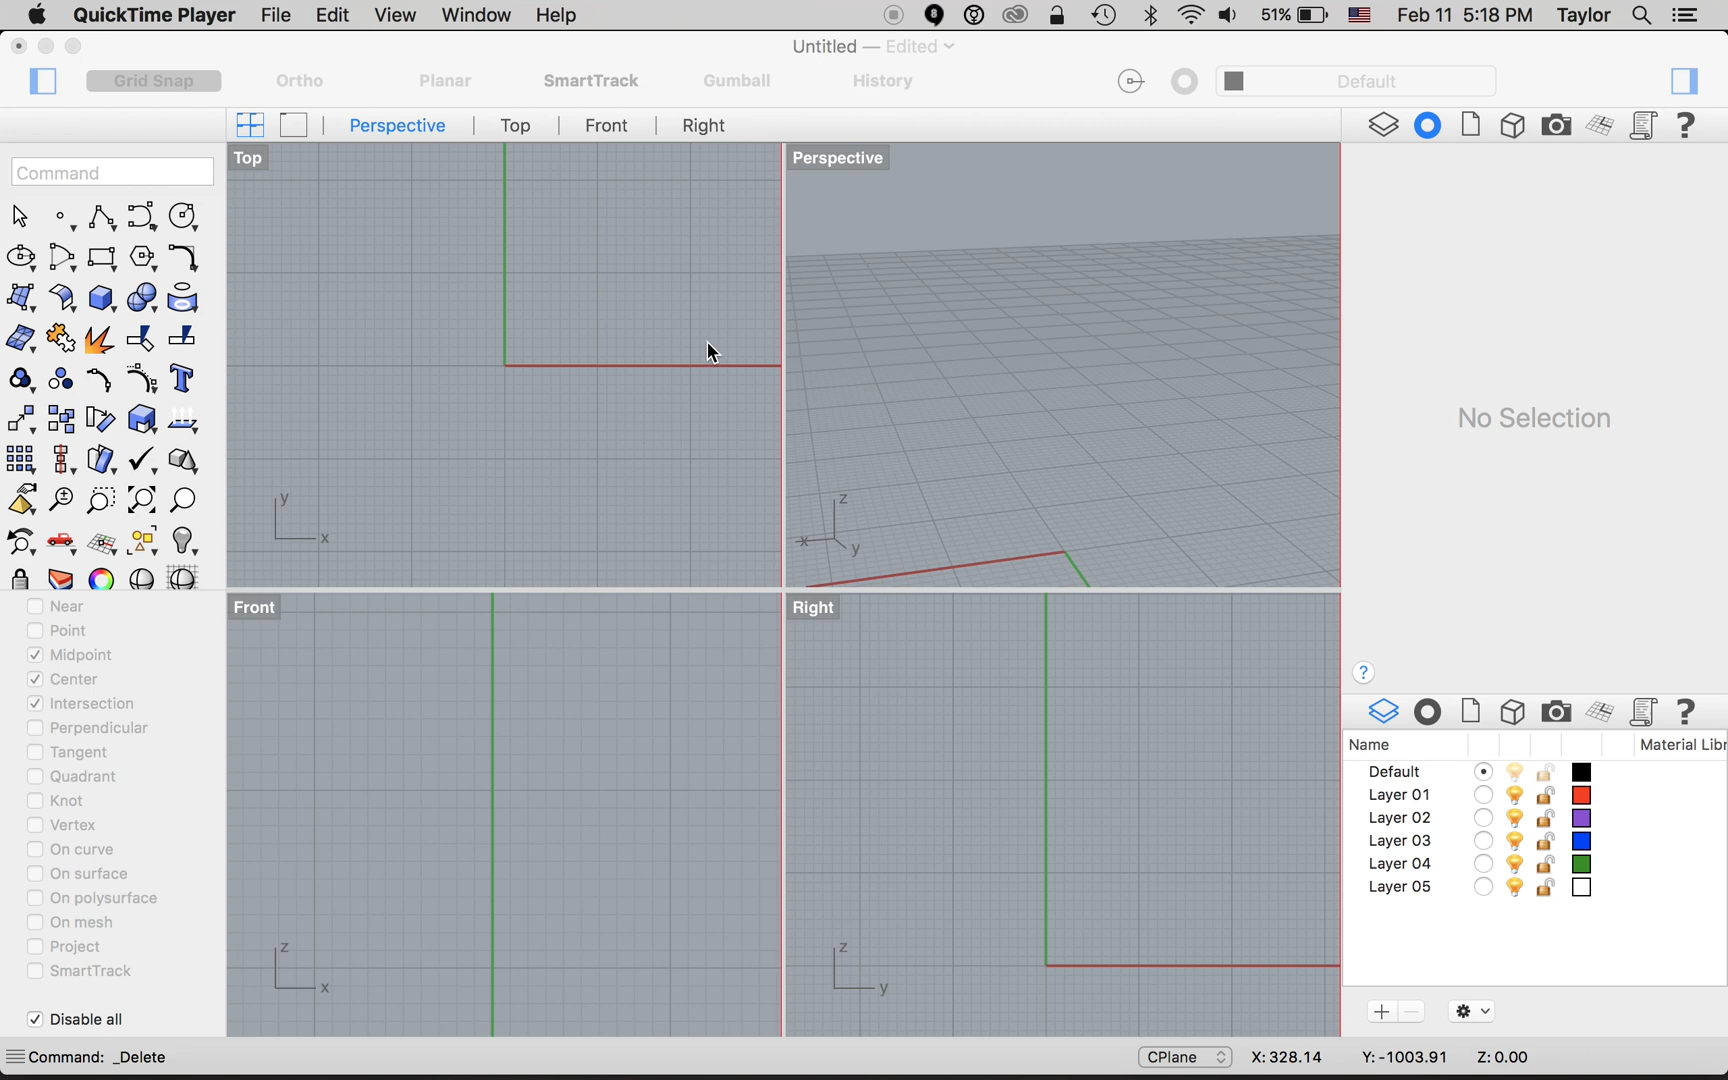 QuickTime Player File Edit View Window Help 51% Feb 11 5:18 PM Taylor
Untitled — Edited
Grid Snap Ortho Planar SmartTrack Gumball History Default
Perspective Top Front Right
Command
Top
y
x
Perspective
z
x
y
Front
z
x
Right
z
y
Near
Point
Midpoint
Center
Intersection
Perpendicular
Tangent
Quadrant
Knot
Vertex
On curve
On surface
On polysurface
On mesh
Project
SmartTrack
Disable all
No Selection
Name Material Libr
Default
Layer 01
Layer 02
Layer 03
Layer 04
Layer 05
Command: _Delete
CPlane X: 328.14 Y: -1003.91 Z: 0.00